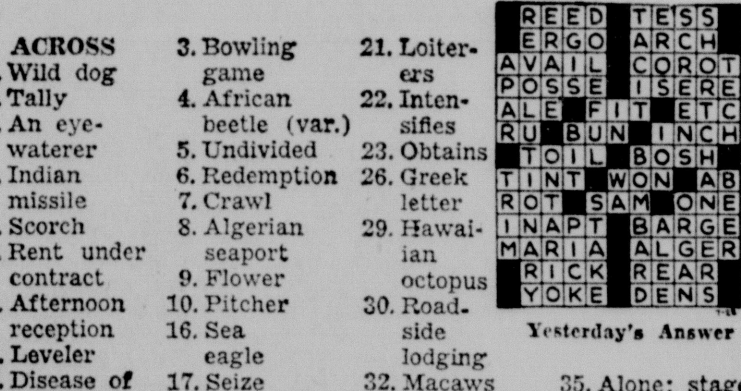 ACROSS
Wild dog
Tally
An eye-
waterer
Indian
missile
Scorch
Rent under
contract
Afternoon
reception
Leveler
Disease of
3. Bowling
game
4. African
beetle (var.)
5. Undivided
6. Redemption
7. Crawl
8. Algerian
seaport
9. Flower
10. Pitcher
16. Sea
eagle
17. Seize
21. Loiter-
ers
22. Inten-
sifies
23. Obtains
26. Greek
letter
29. Hawai-
ian
octopus
30. Road-
side
lodging
32. Macaws
REED TESS
ERGO ARCH
AVAIL COROT
POSSE ISERE
ALE FIT ETC
RU BUN INCH
TOIL BOSH
TINT WON AB
ROT SAM ONE
INAPT BARGE
MARIA ALGER
RICK REAR
YOKE DENS
Yesterday's Answer
35. Alone: stage